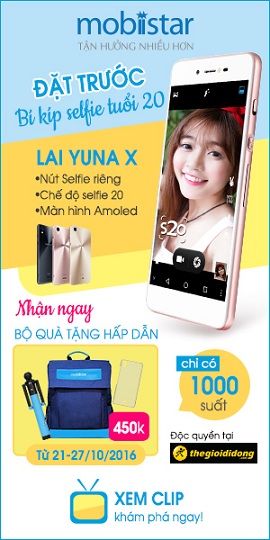 mobiistar
TẬN HƯỞNG NHIỀU HƠN
ĐẶT TRƯỚC
Bí kíp selfie tuổi 20
LAI YUNA X
•Nút Selfie riêng
•Chế độ selfie 20
•Màn hình Amoled
S20
Nhận ngay
BỘ QUÀ TẶNG HẤP DẪN
450k
Từ 21-27/10/2016
chỉ có
1000
suất
Độc quyền tại
thegioididong
XEM CLIP
khám phá ngay!